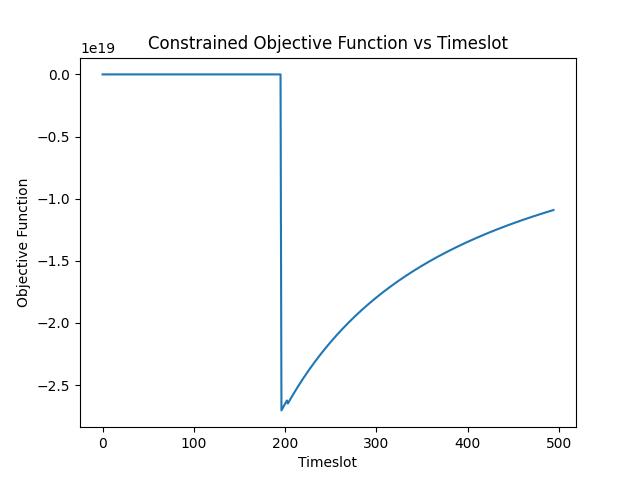 Constrained Objective Function vs Timeslot
1e19
0.0
−0.5
−1.0
−1.5
−2.0
−2.5
Objective Function
0 100 200 300 400 500
Timeslot